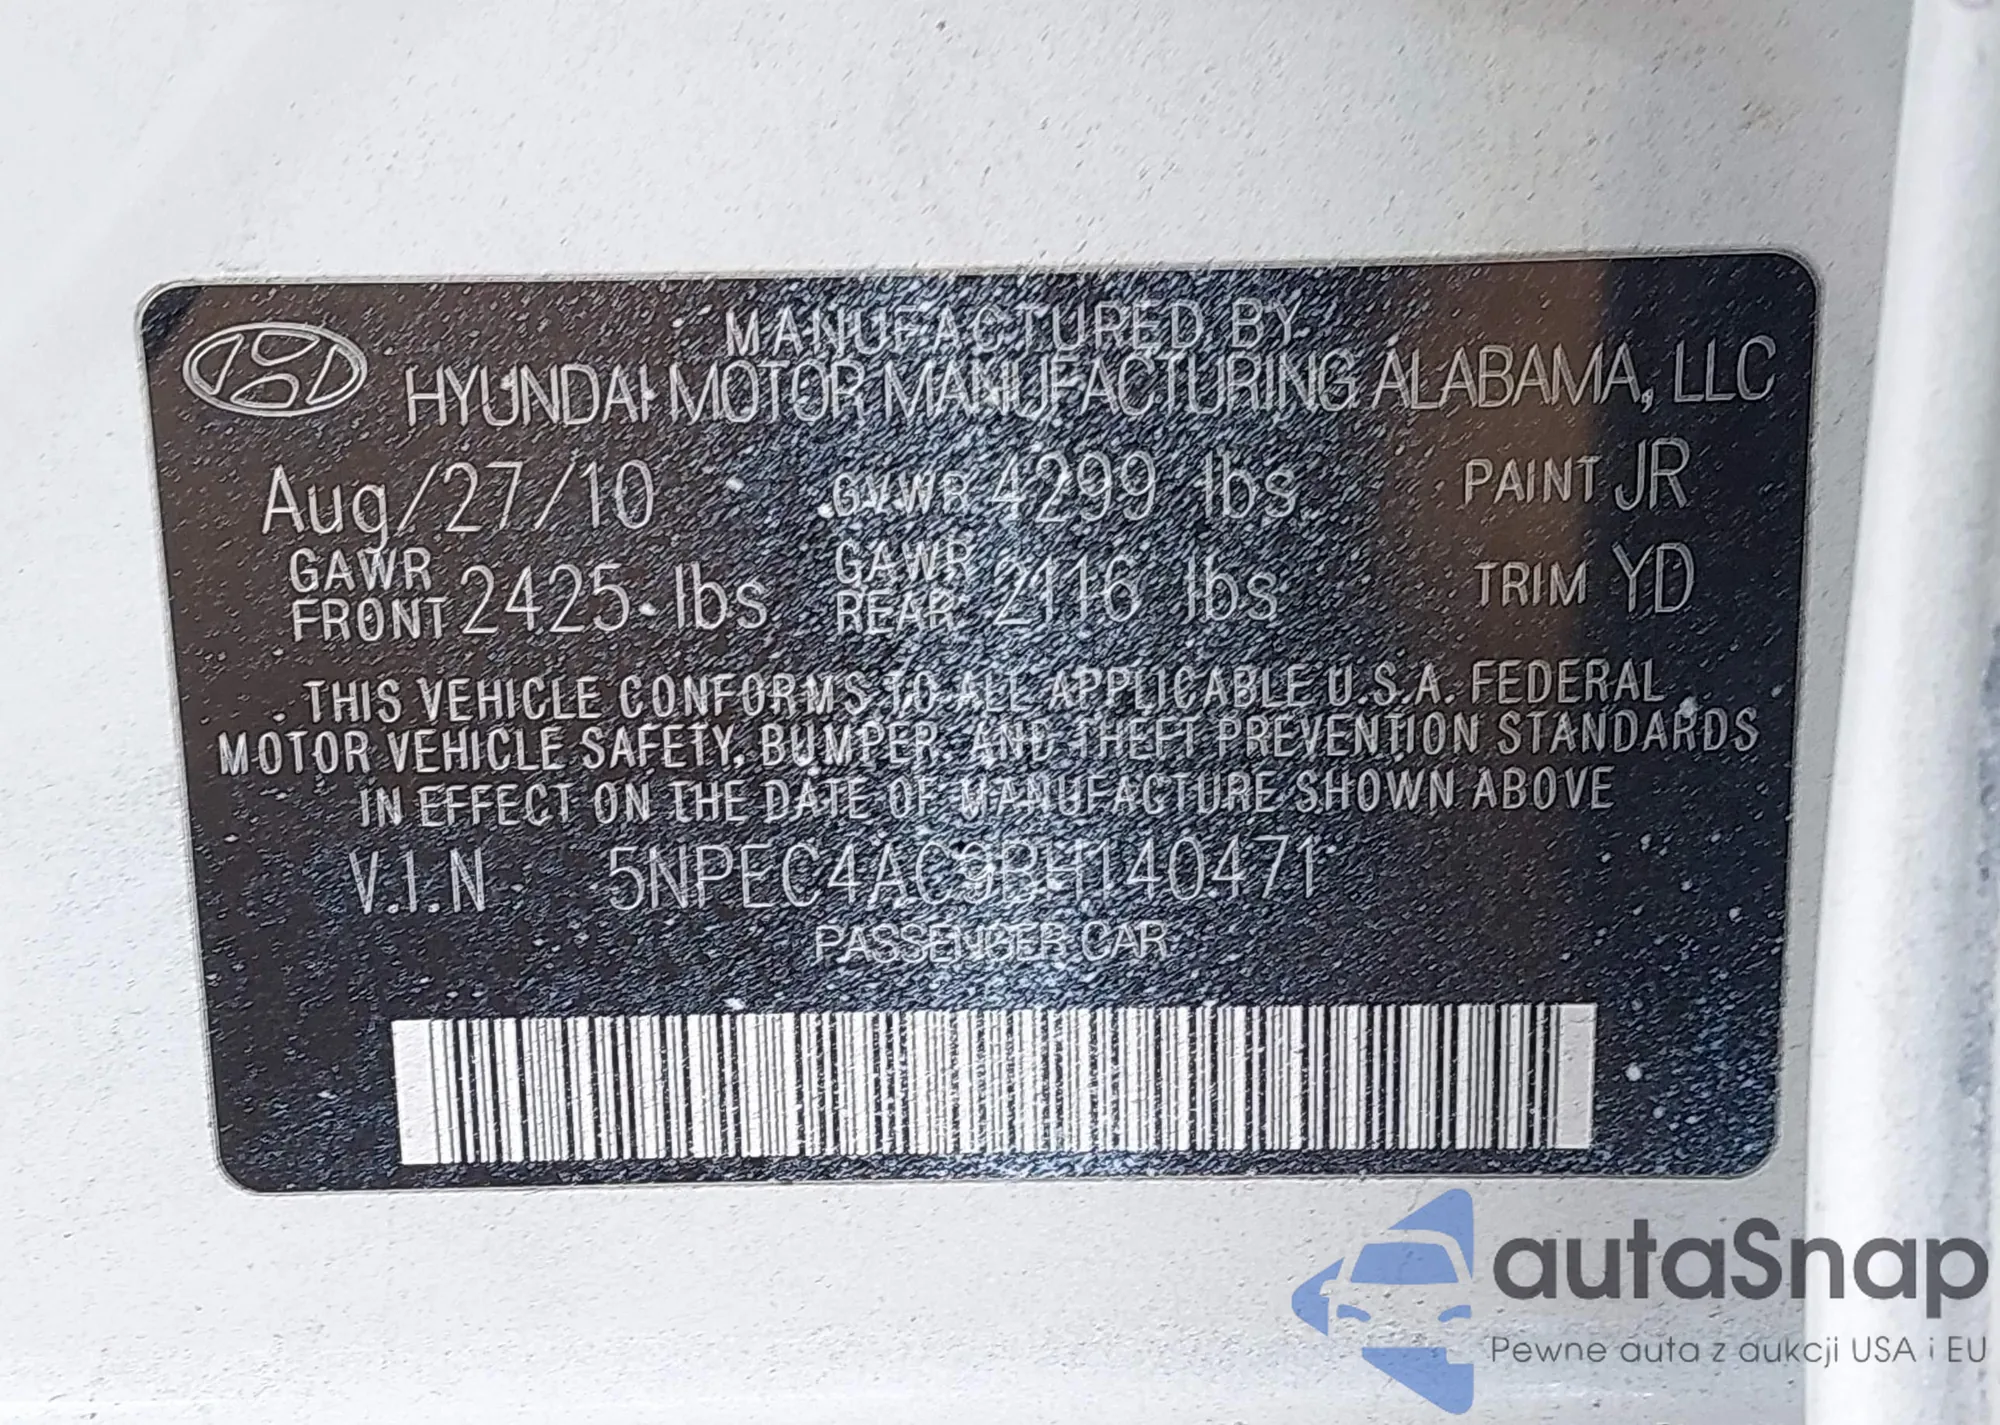 MANUFACTURED BY
HYUNDAI MOTOR MANUFACTURING ALABAMA, LLC
Aug/27/10 GVWR 4299 lbs PAINT JR
GAWR FRONT 2425 lbs GAWR REAR 2116 lbs TRIM YD
THIS VEHICLE CONFORMS TO ALL APPLICABLE U.S.A. FEDERAL
MOTOR VEHICLE SAFETY, BUMPER, AND THEFT PREVENTION STANDARDS
IN EFFECT ON THE DATE OF MANUFACTURE SHOWN ABOVE
V.I.N 5NPEC4AC9BH140471
PASSENGER CAR
autaSnap
Pewne auta z aukcji USA i EU